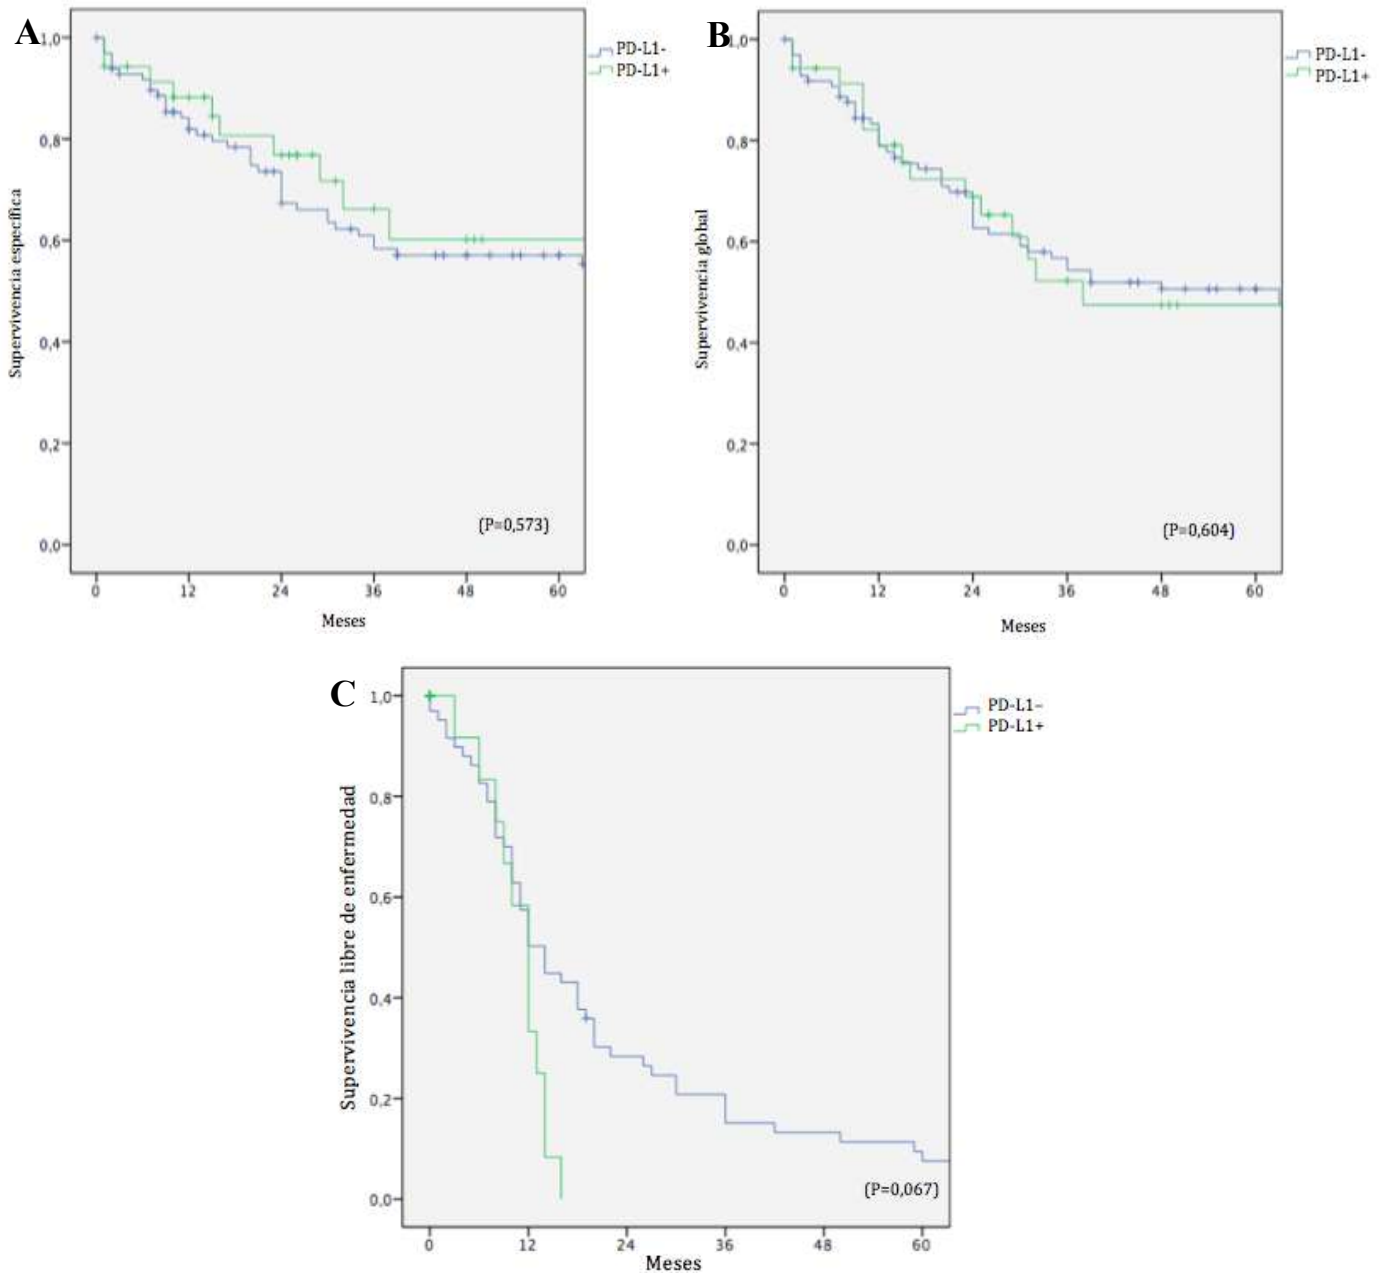 A
1,0
0,8
0,6
0,4
0,2
0,0
Supervivencia específica
PD-L1-
PD-L1+
(P=0,573)
0 12 24 36 48 60
Meses
B
1,0
0,8
0,6
0,4
0,2
0,0
Supervivencia global
PD-L1-
PD-L1+
(P=0,604)
0 12 24 36 48 60
Meses
C
1,0
0,8
0,6
0,4
0,2
0,0
Supervivencia libre de enfermedad
PD-L1-
PD-L1+
(P=0,067)
0 12 24 36 48 60
Meses